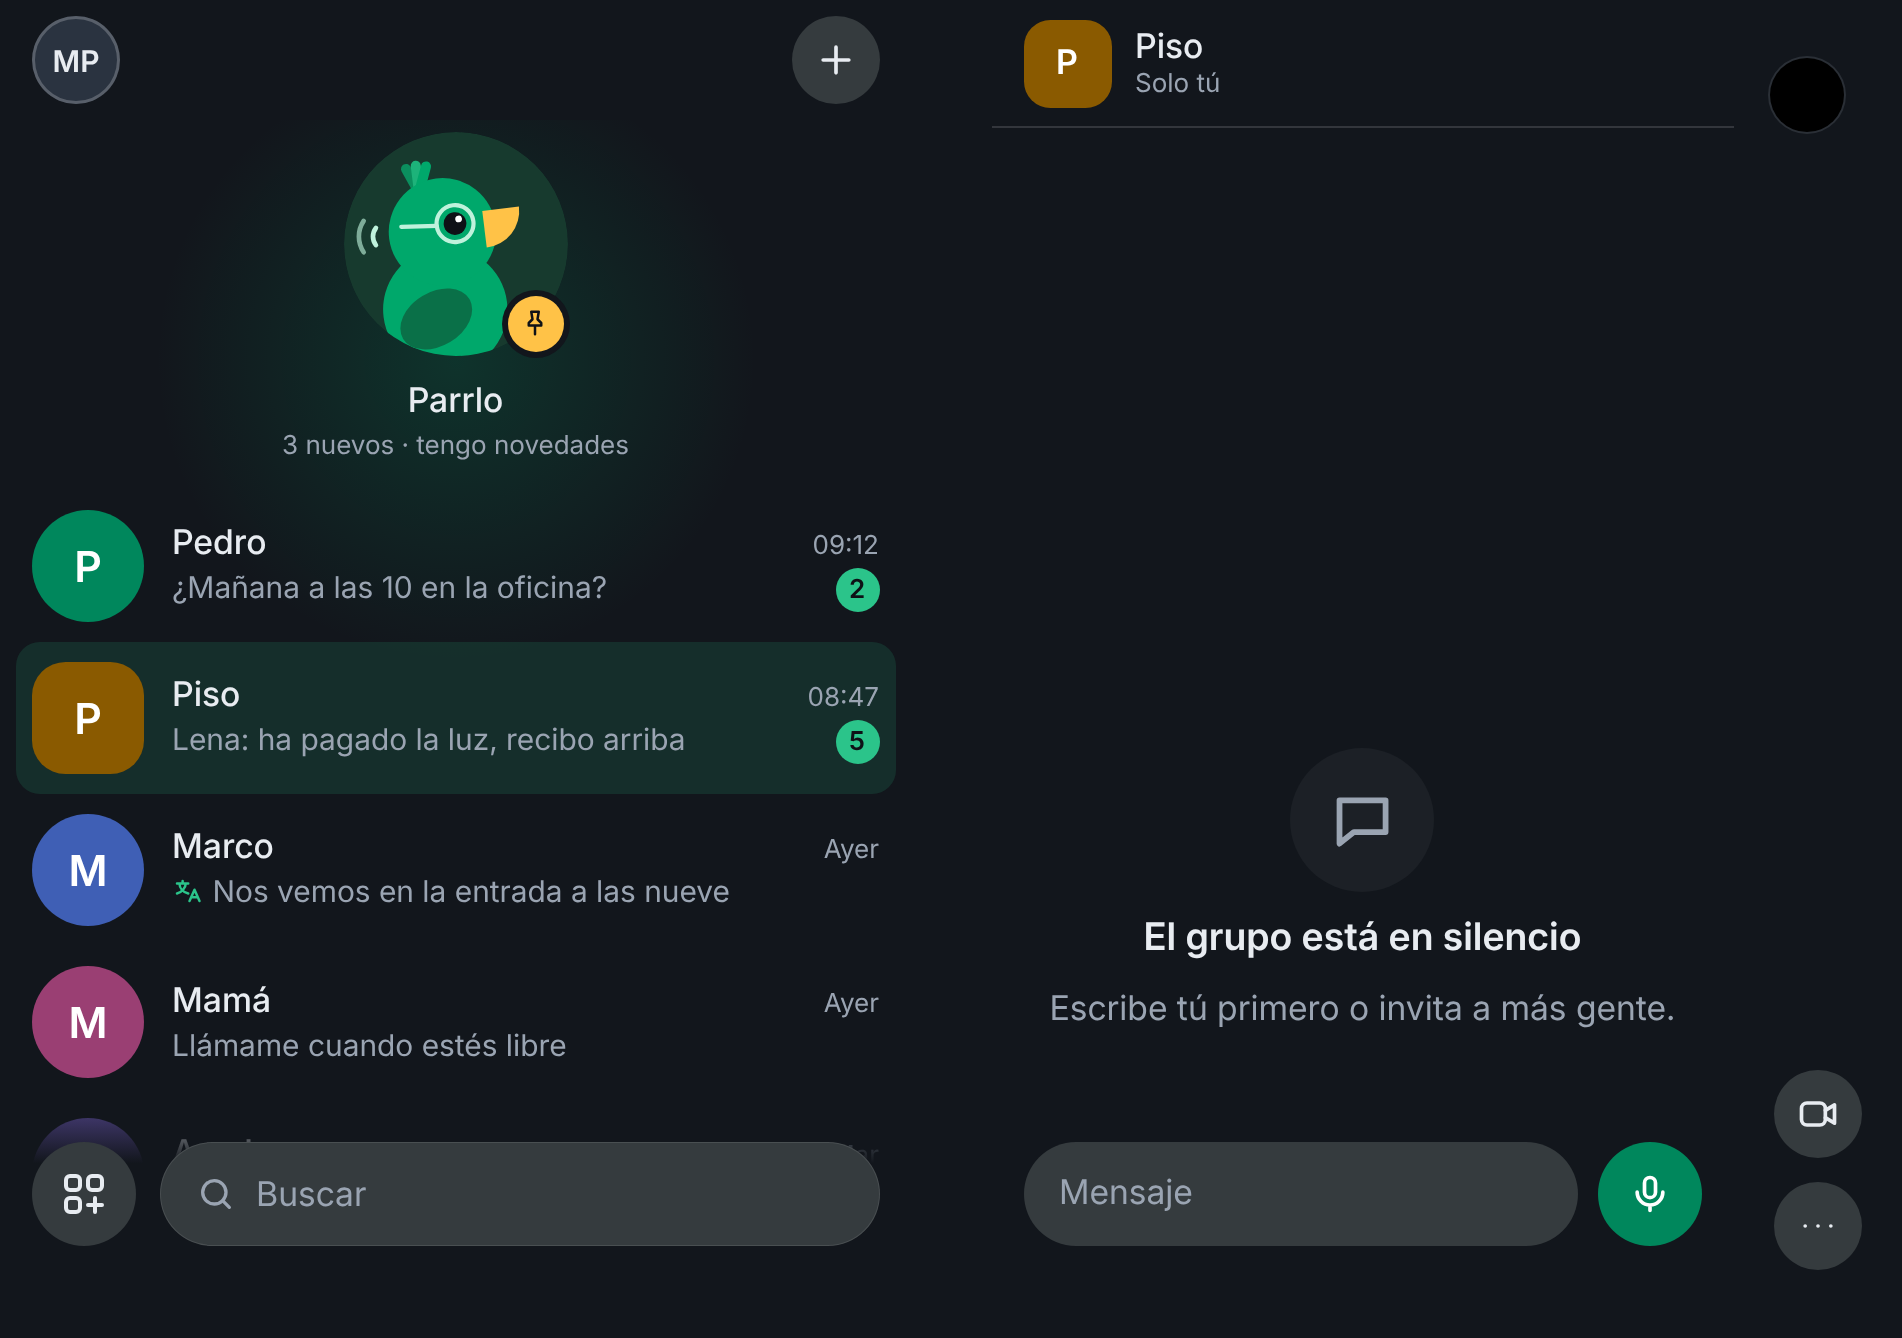 MP
Parrlo
3 nuevos · tengo novedades
P
Pedro
09:12
¿Mañana a las 10 en la oficina?
2
P
Piso
08:47
Lena: ha pagado la luz, recibo arriba
5
M
Marco
Ayer
Nos vemos en la entrada a las nueve
M
Mamá
Ayer
Llámame cuando estés libre
Buscar
P
Piso
Solo tú
El grupo está en silencio
Escribe tú primero o invita a más gente.
Mensaje